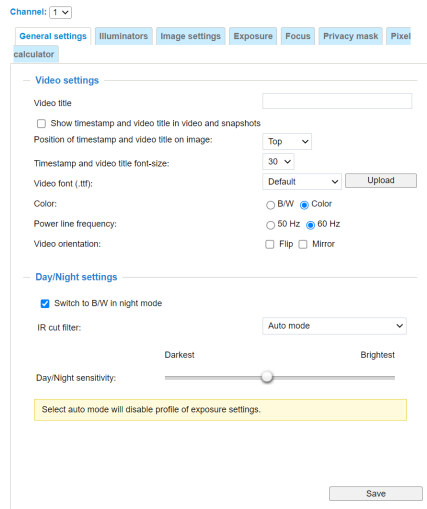 Channel: 1
General settings Illuminators Image settings Exposure Focus Privacy mask Pixel
calculator
Video settings
Video title
Show timestamp and video title in video and snapshots
Position of timestamp and video title on image: Top
Timestamp and video title font-size: 30
Video font (.ttf): Default Upload
Color: B/W Color
Power line frequency: 50 Hz 60 Hz
Video orientation: Flip Mirror
Day/Night settings
Switch to B/W in night mode
IR cut filter: Auto mode
Darkest Brightest
Day/Night sensitivity:
Select auto mode will disable profile of exposure settings.
Save